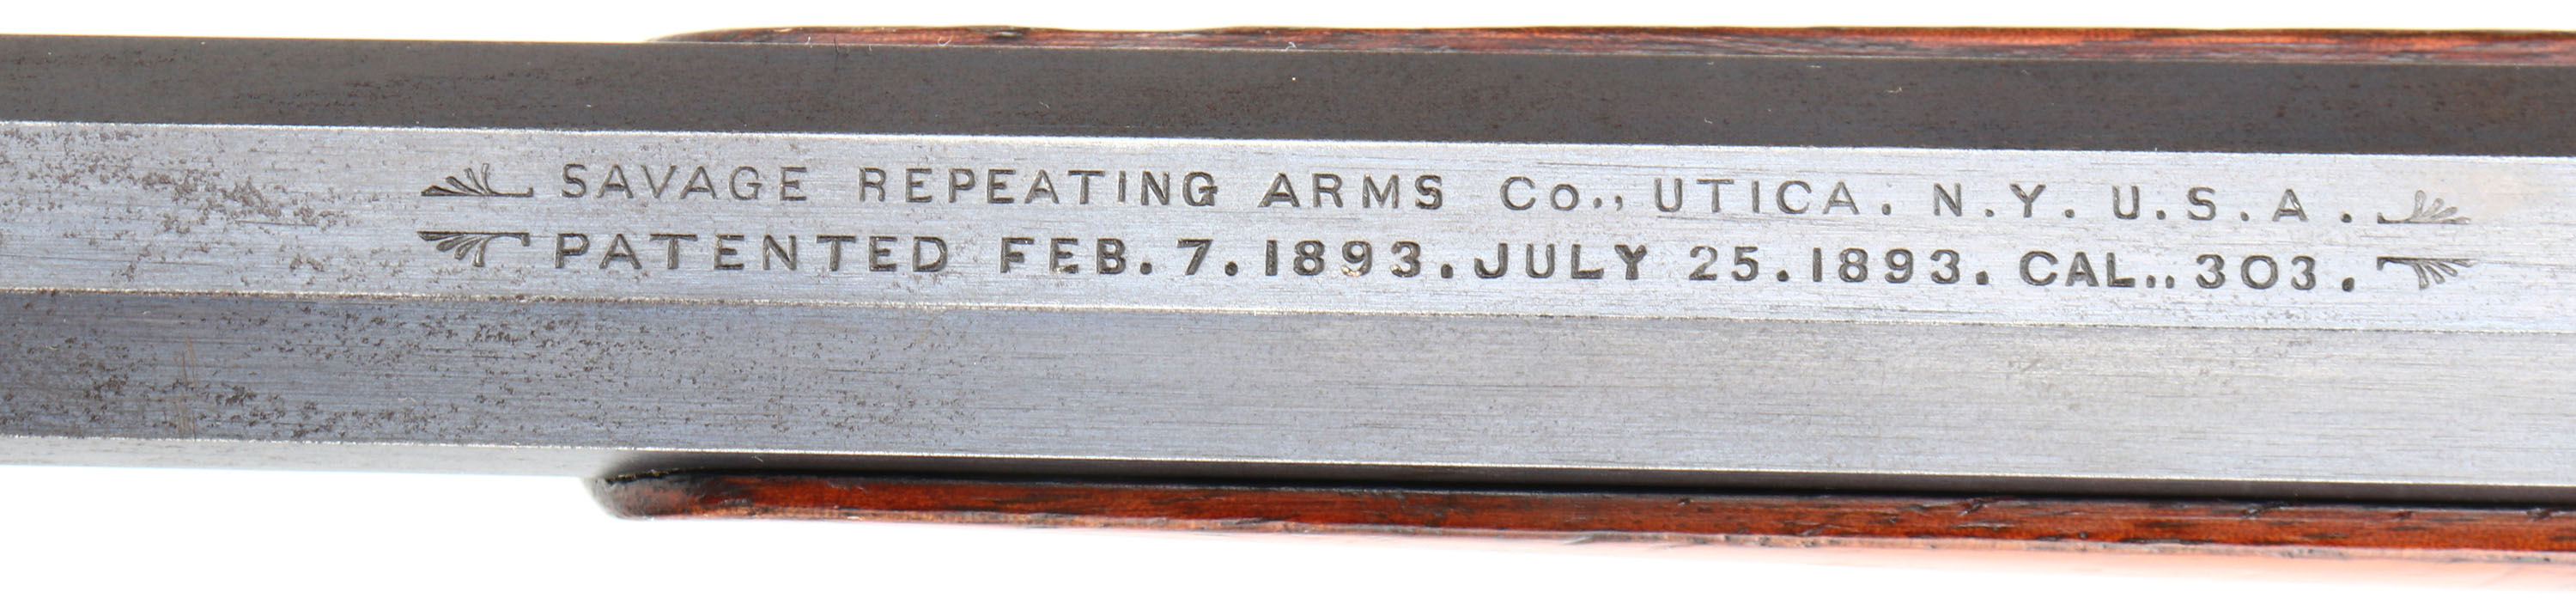 SAVAGE REPEATING ARMS Co., UTICA. N.Y. U.S.A.
PATENTED FEB. 7. 1893. JULY 25. 1893. CAL..303.